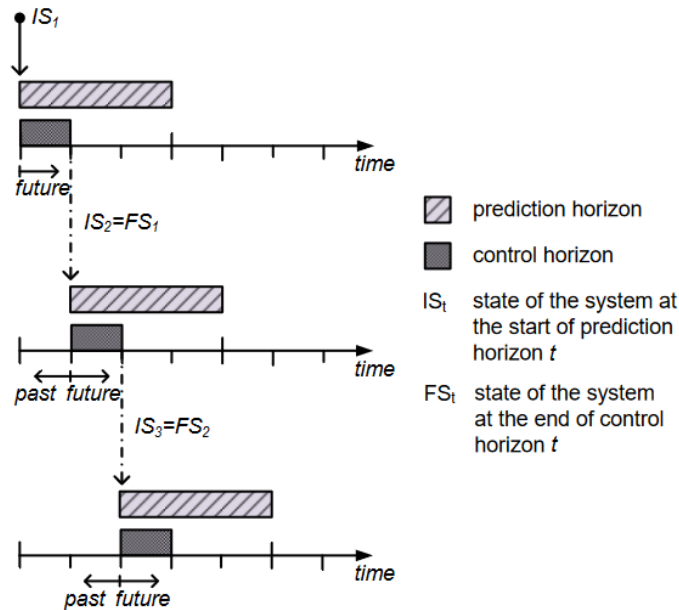 IS₁
time
future
IS₂=FS₁
prediction horizon
control horizon
ISₜ state of the system at
the start of prediction
horizon t
time
past future
FSₜ state of the system
at the end of control
horizon t
IS₃=FS₂
time
past future